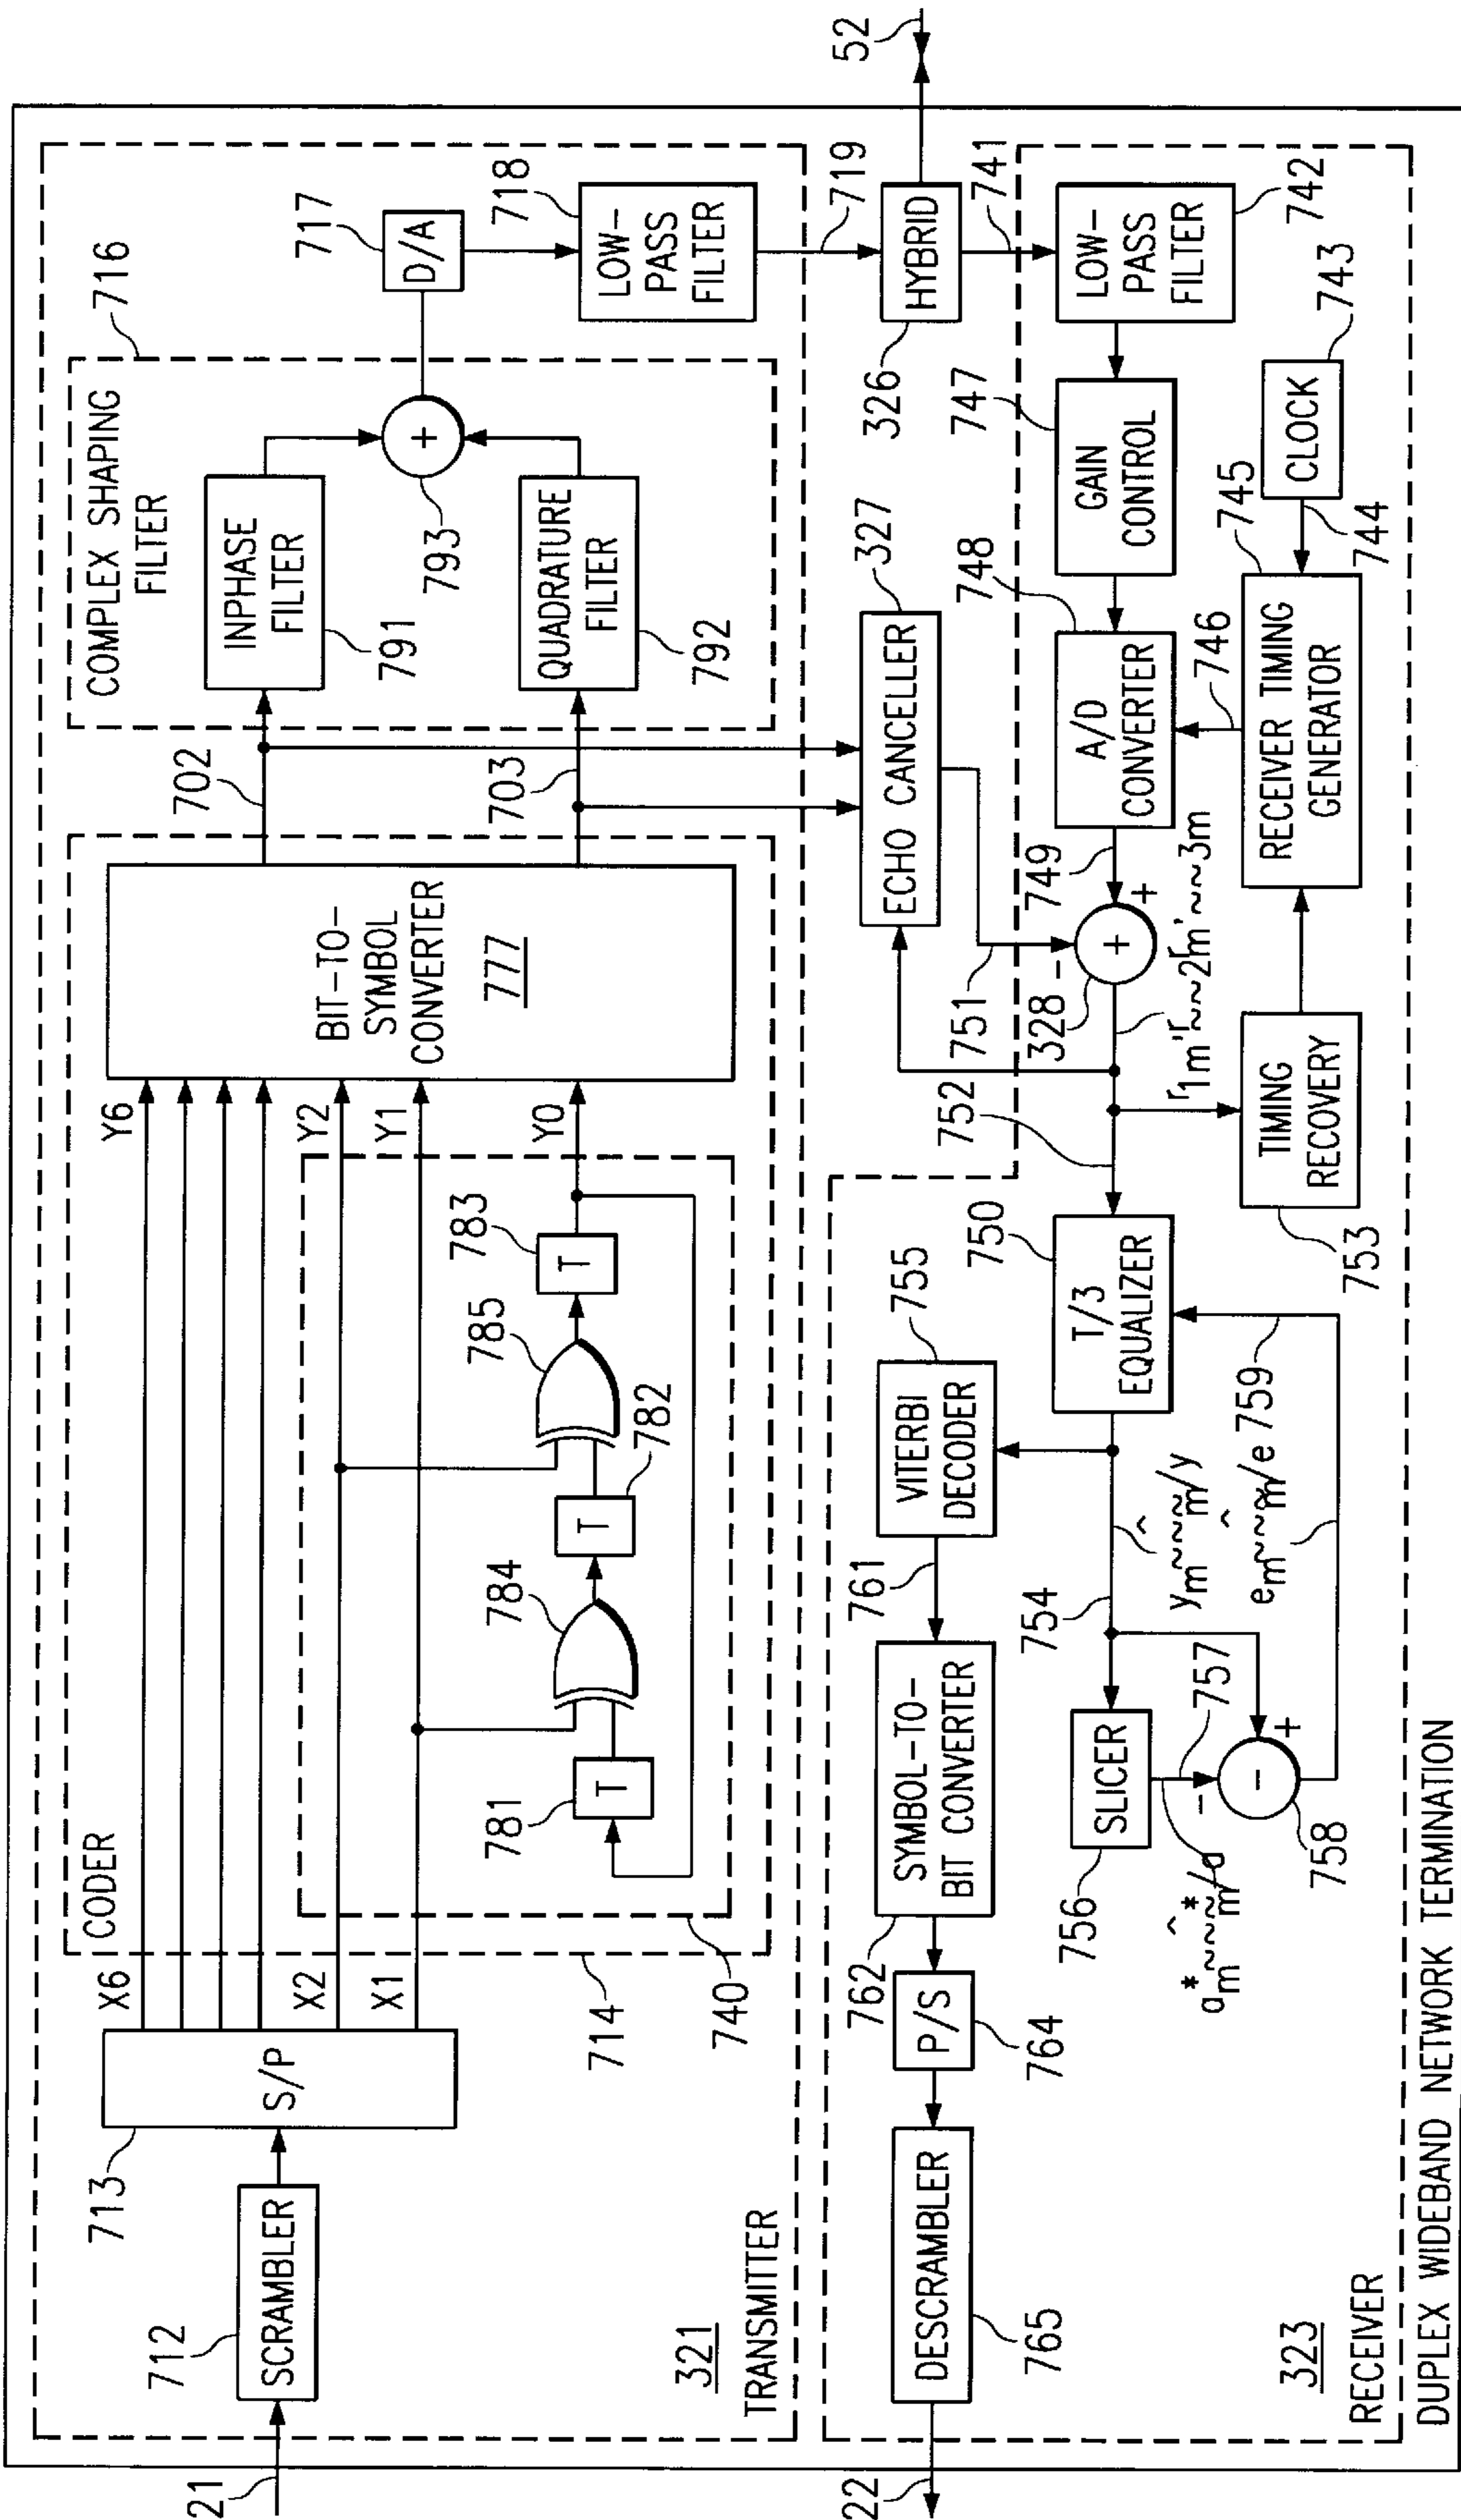 21
712
SCRAMBLER
713
S/P
X6
X2
X1
CODER
714
740
781
T
784
782
T
785
783
T
Y6
Y2
Y1
Y0
BIT-TO-
SYMBOL
CONVERTER
777
702
703
COMPLEX SHAPING
FILTER
716
INPHASE
FILTER
791
QUADRATURE
FILTER
792
+
793
717
D/A
718
LOW-
PASS
FILTER
719
321
TRANSMITTER
HYBRID
326
52
741
ECHO CANCELLER
327
751
LOW-
PASS
FILTER
742
747
GAIN
CONTROL
743
CLOCK
744
745
RECEIVER TIMING
GENERATOR
746
748
A/D
CONVERTER
749
+
328
-
+
752
TIMING
RECOVERY
753
750
T/3
EQUALIZER
755
VITERBI
DECODER
754
759
761
SYMBOL-TO-
BIT CONVERTER
762
SLICER
756
757
-
-
+
758
P/S
764
DESCRAMBLER
765
22
323
RECEIVER
DUPLEX WIDEBAND NETWORK TERMINATION